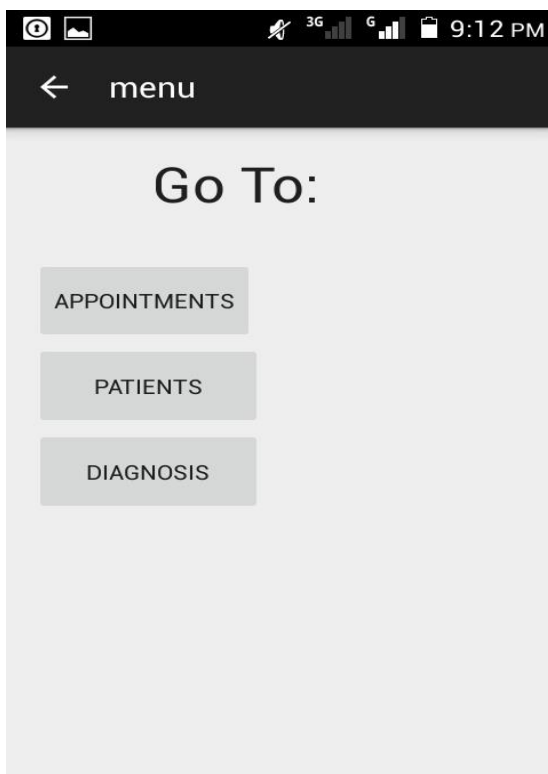 3G G 9:12 PM
menu
Go To:
APPOINTMENTS
PATIENTS
DIAGNOSIS